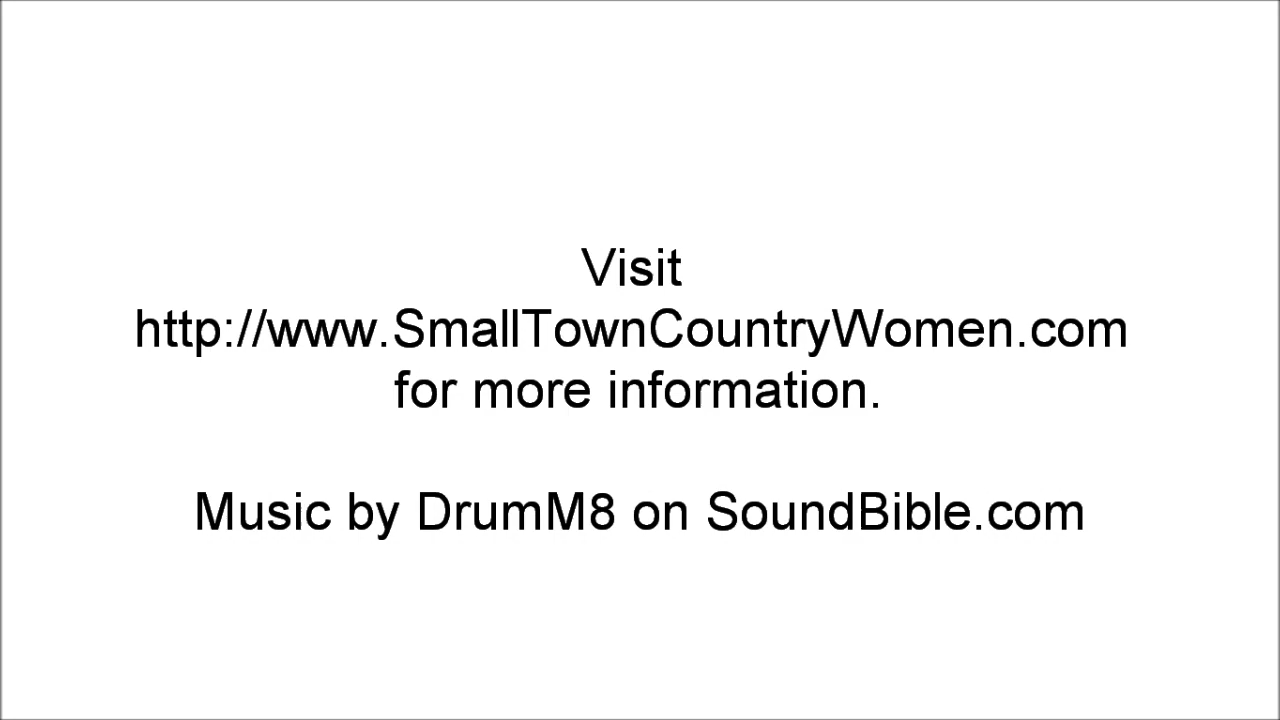 Visit
http://www.SmallTownCountryWomen.com
for more information.
Music by DrumM8 on SoundBible.com